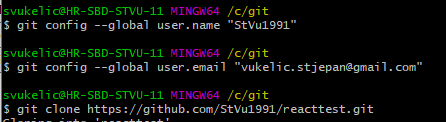 svukelic@HR-SBD-STVU-11 MINGW64 /c/git
$ git config --global user.name "StVu1991"
svukelic@HR-SBD-STVU-11 MINGW64 /c/git
$ git config --global user.email "vukelic.stjepan@gmail.com"
svukelic@HR-SBD-STVU-11 MINGW64 /c/git
$ git clone https://github.com/StVu1991/reacttest.git
Cloning into 'reacttest'